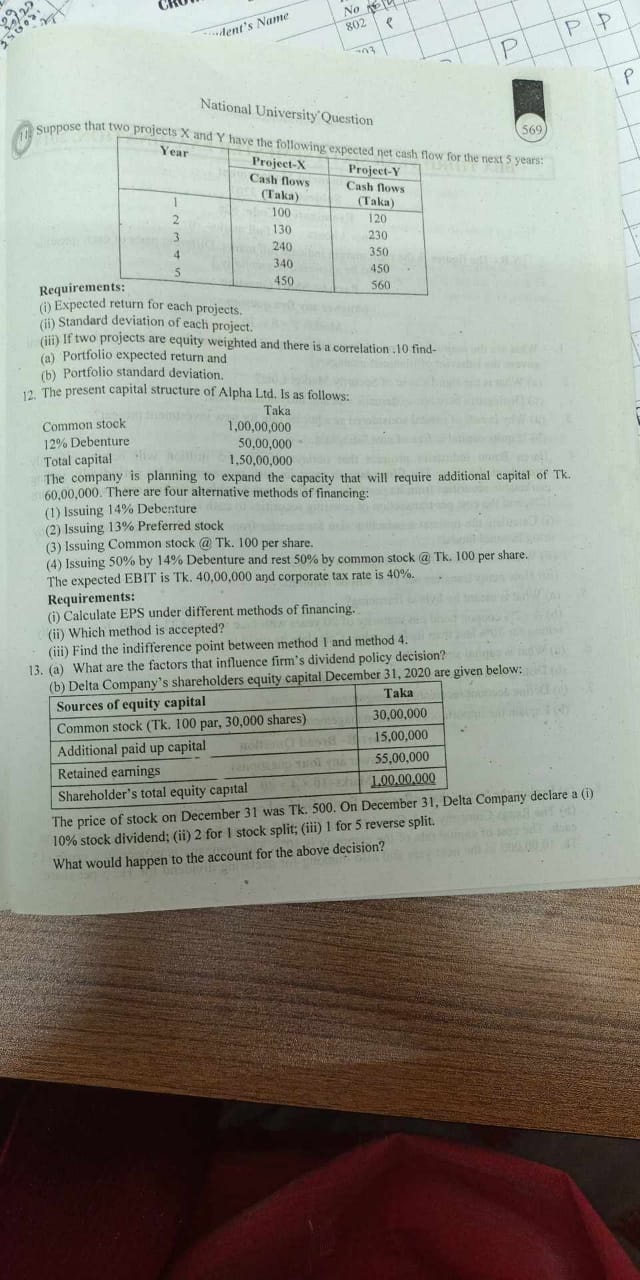 dent's Name
No
802
P
P P
P
P
National University Question
569
11. Suppose that two projects X and Y have the following expected net cash flow for the next 5 years:
Year Project-X Project-Y
Cash flows Cash flows
(Taka) (Taka)
1 100 120
2 130 230
3 240 350
4 340 450
5 450 560
Requirements:
(i) Expected return for each projects.
(ii) Standard deviation of each project.
(iii) If two projects are equity weighted and there is a correlation .10 find-
(a) Portfolio expected return and
(b) Portfolio standard deviation.
12. The present capital structure of Alpha Ltd. Is as follows:
Taka
Common stock 1,00,00,000
12% Debenture 50,00,000
Total capital 1,50,00,000
The company is planning to expand the capacity that will require additional capital of Tk.
60,00,000. There are four alternative methods of financing:
(1) Issuing 14% Debenture
(2) Issuing 13% Preferred stock
(3) Issuing Common stock @ Tk. 100 per share.
(4) Issuing 50% by 14% Debenture and rest 50% by common stock @ Tk. 100 per share.
The expected EBIT is Tk. 40,00,000 and corporate tax rate is 40%.
Requirements:
(i) Calculate EPS under different methods of financing.
(ii) Which method is accepted?
(iii) Find the indifference point between method 1 and method 4.
13. (a) What are the factors that influence firm's dividend policy decision?
(b) Delta Company's shareholders equity capital December 31, 2020 are given below:
Sources of equity capital Taka
Common stock (Tk. 100 par, 30,000 shares) 30,00,000
Additional paid up capital 15,00,000
Retained earnings 55,00,000
Shareholder's total equity capital 1,00,00,000
The price of stock on December 31 was Tk. 500. On December 31, Delta Company declare a (i)
10% stock dividend; (ii) 2 for 1 stock split; (iii) 1 for 5 reverse split.
What would happen to the account for the above decision?